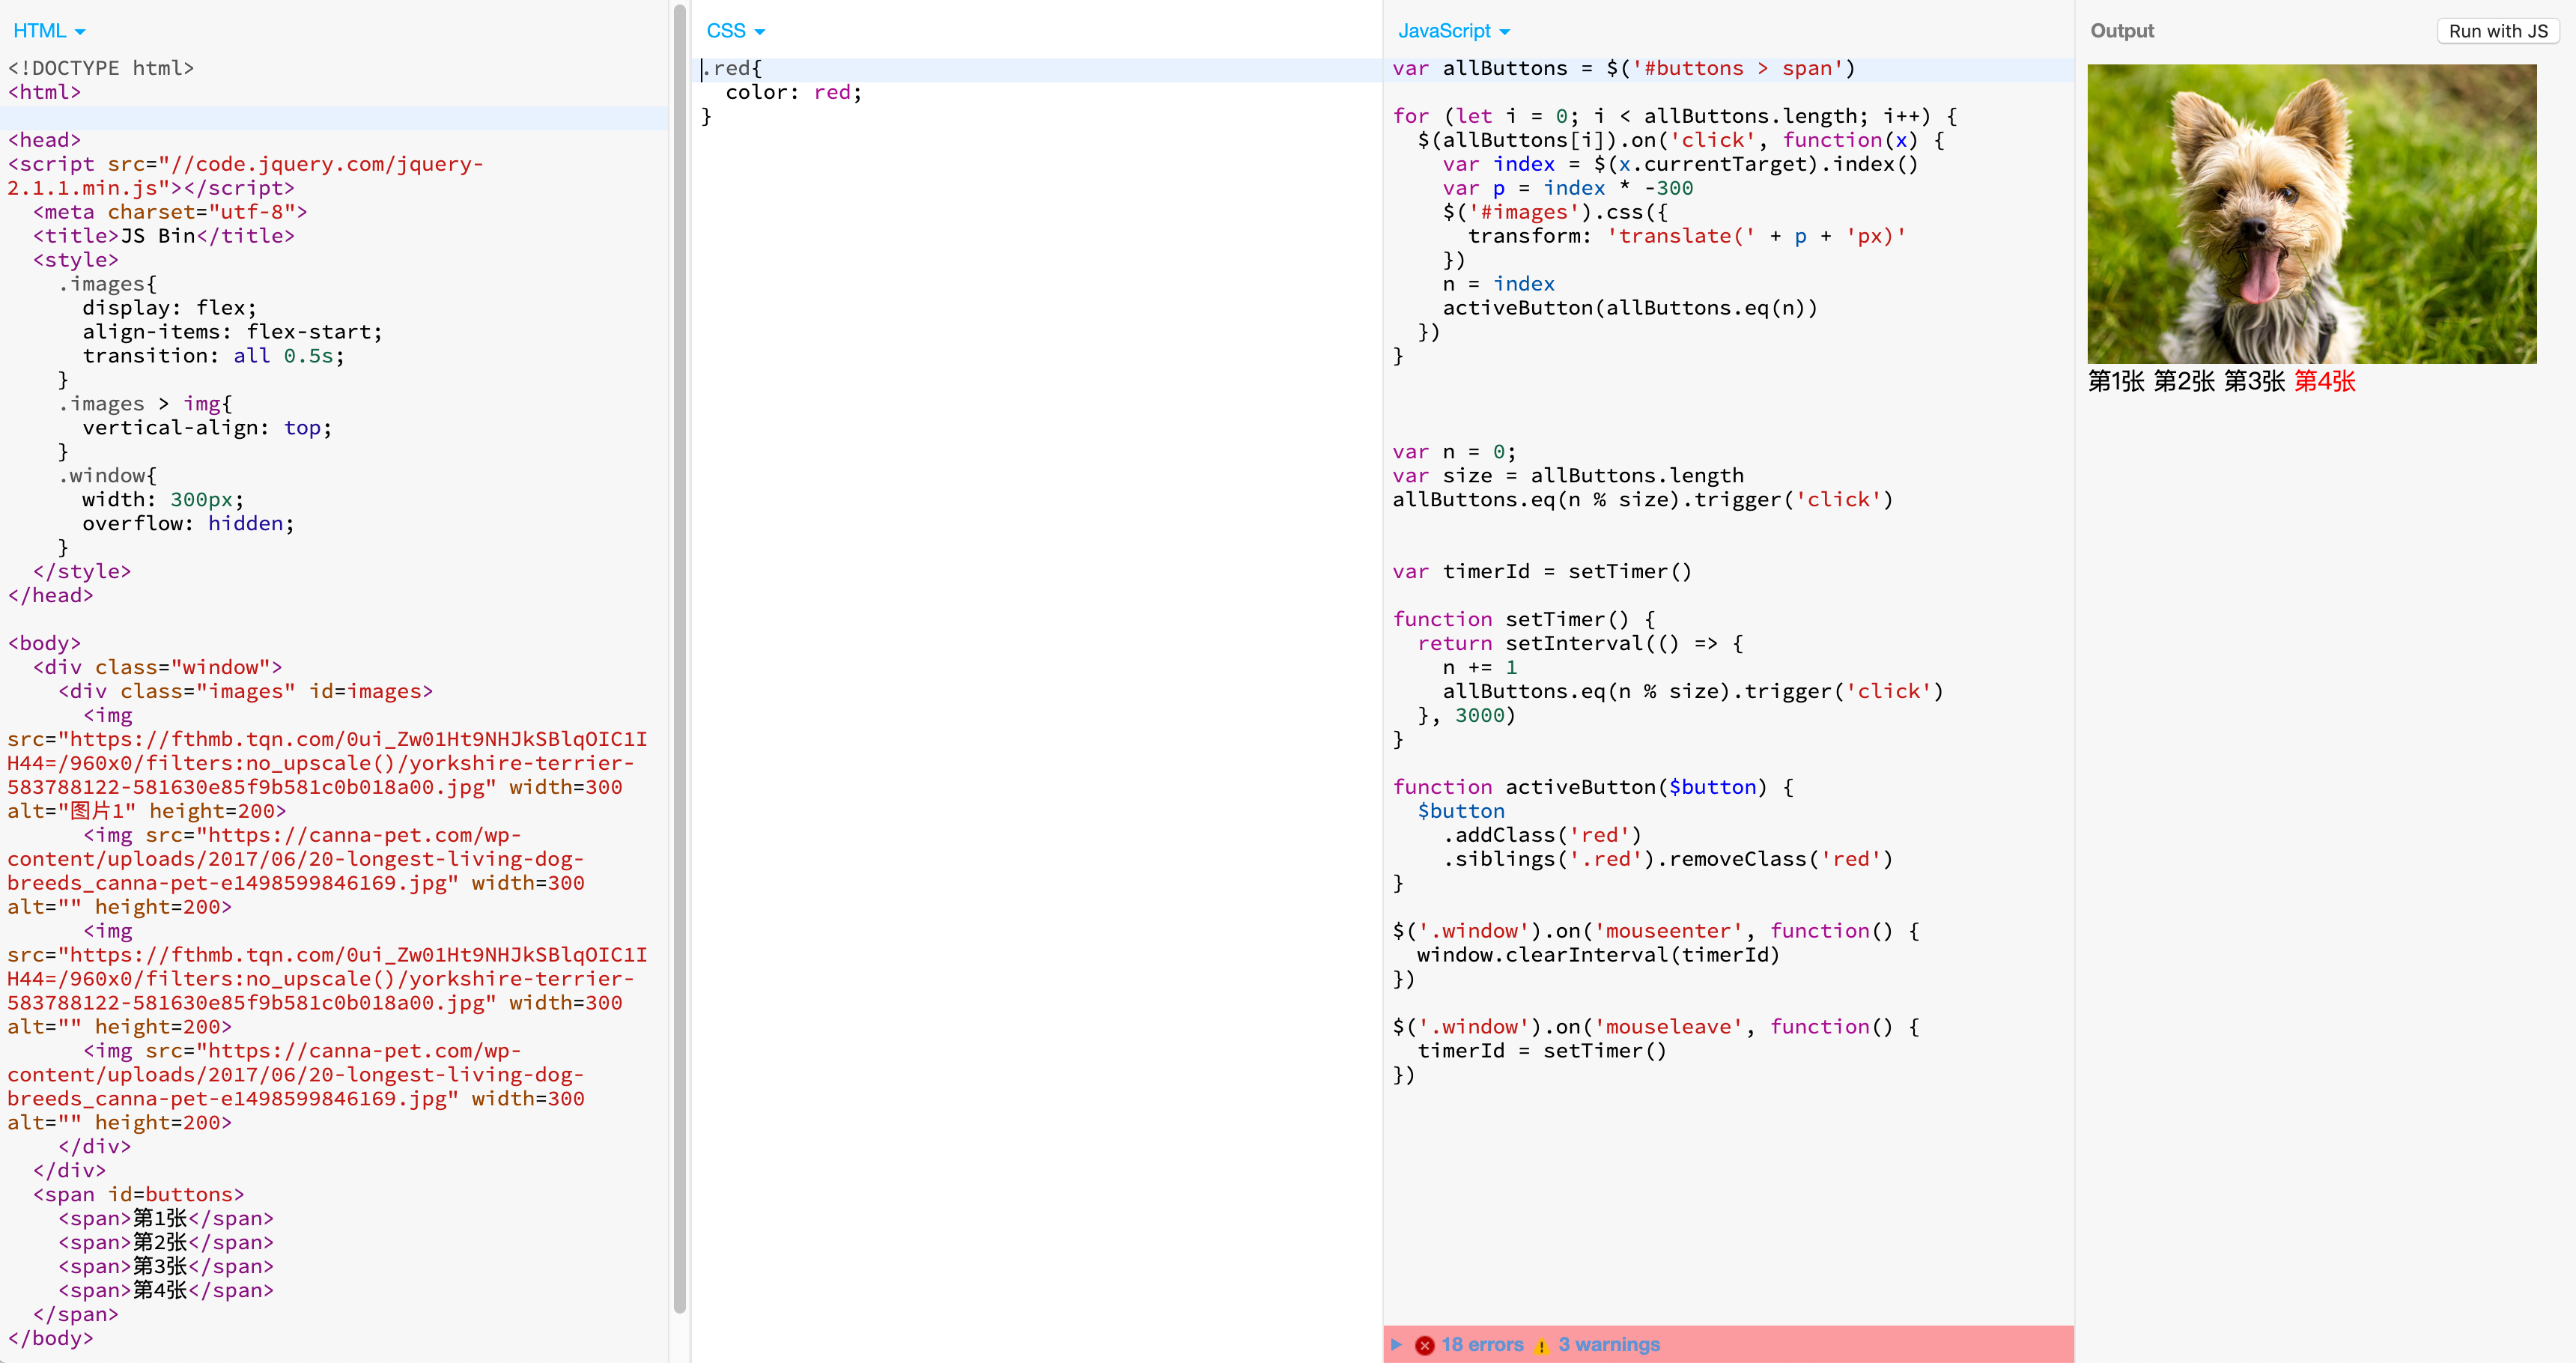 HTML
<!DOCTYPE html>
<html>
<head>
<script src="//code.jquery.com/jquery-
2.1.1.min.js"></script>
<meta charset="utf-8">
<title>JS Bin</title>
<style>
.images{
display: flex;
align-items: flex-start;
transition: all 0.5s;
}
.images > img{
vertical-align: top;
}
.window{
width: 300px;
overflow: hidden;
}
</style>
</head>
<body>
<div class="window">
<div class="images" id=images>
<img
src="https://fthmb.tqn.com/0ui_Zw01Ht9NHJkSBlqOIC1I
H44=/960x0/filters:no_upscale()/yorkshire-terrier-
583788122-581630e85f9b581c0b018a00.jpg" width=300
alt="图片1" height=200>
<img src="https://canna-pet.com/wp-
content/uploads/2017/06/20-longest-living-dog-
breeds_canna-pet-e1498599846169.jpg" width=300
alt="" height=200>
<img
src="https://fthmb.tqn.com/0ui_Zw01Ht9NHJkSBlqOIC1I
H44=/960x0/filters:no_upscale()/yorkshire-terrier-
583788122-581630e85f9b581c0b018a00.jpg" width=300
alt="" height=200>
<img src="https://canna-pet.com/wp-
content/uploads/2017/06/20-longest-living-dog-
breeds_canna-pet-e1498599846169.jpg" width=300
alt="" height=200>
</div>
</div>
<span id=buttons>
<span>第1张</span>
<span>第2张</span>
<span>第3张</span>
<span>第4张</span>
</span>
</body>
CSS
.red{
color: red;
}
JavaScript
var allButtons = $('#buttons > span')
for (let i = 0; i < allButtons.length; i++) {
$(allButtons[i]).on('click', function(x) {
var index = $(x.currentTarget).index()
var p = index * -300
$('#images').css({
transform: 'translate(' + p + 'px)'
})
n = index
activeButton(allButtons.eq(n))
})
}
var n = 0;
var size = allButtons.length
allButtons.eq(n % size).trigger('click')
var timerId = setTimer()
function setTimer() {
return setInterval(() => {
n += 1
allButtons.eq(n % size).trigger('click')
}, 3000)
}
function activeButton($button) {
$button
.addClass('red')
.siblings('.red').removeClass('red')
}
$('.window').on('mouseenter', function() {
window.clearInterval(timerId)
})
$('.window').on('mouseleave', function() {
timerId = setTimer()
})
18 errors 3 warnings
Output
Run with JS
第1张 第2张 第3张 第4张